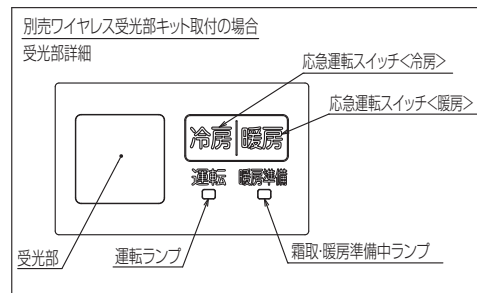 別売ワイヤレス受光部キット取付の場合
受光部詳細
応急運転スイッチ<冷房>
応急運転スイッチ<暖房>
冷房 暖房
運転 暖房準備
受光部
運転ランプ
霜取･暖房準備中ランプ